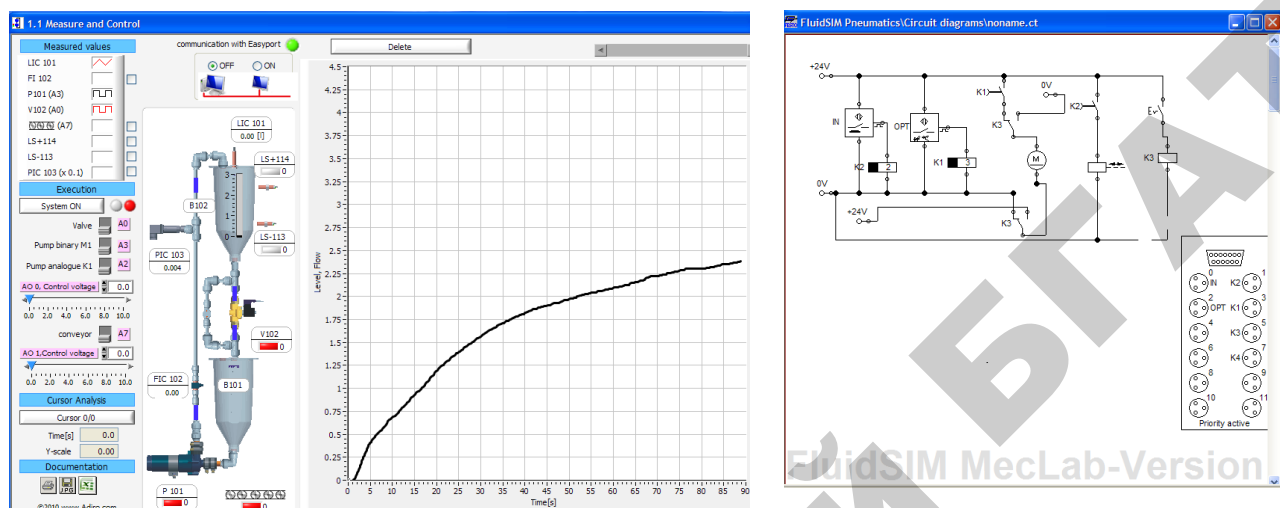 1.1 Measure and Control
Measured values
LIC 101
FI 102
P101 (A3)
V102 (A0)
(A7)
LS+114
LS-113
PIC 103 (x 0.1)
Execution
System ON
Valve A0
Pump binary M1 A3
Pump analogue K1 A2
AO 0, Control voltage 0.0
0.0 2.0 4.0 6.0 8.0 10.0
conveyor A7
AO 1,Control voltage 0.0
0.0 2.0 4.0 6.0 8.0 10.0
Cursor Analysis
Cursor 0/0
Time[s] 0.0
Y-scale 0.00
Documentation
JPG
©2010 www.Adiro.com
communication with Easyport
OFF ON
LIC 101
0.00 [l]
LS+114
0
3
2
1
0
B102
LS-113
0
PIC 103
0.004
V102
0
FIC 102
0.00
B101
P 101
0
0
Delete
Level, Flow
4.5
4.25
4
3.75
3.5
3.25
3
2.75
2.5
2.25
2
1.75
1.5
1.25
1
0.75
0.5
0.25
0
0 5 10 15 20 25 30 35 40 45 50 55 60 65 70 75 80 85 90
Time[s]
FluidSIM Pneumatics\Circuit diagrams\noname.ct
+24V
0V
K1
K2
IN
OPT
K3
M
K2 2
K1 3
K3
0V
+24V
K3
0 IN K2 1
2 OPT K1 3
4 K3 5
6 K4 7
8 9
10 11
Priority active
FluidSIM MecLab-Version
БГАТ
Й